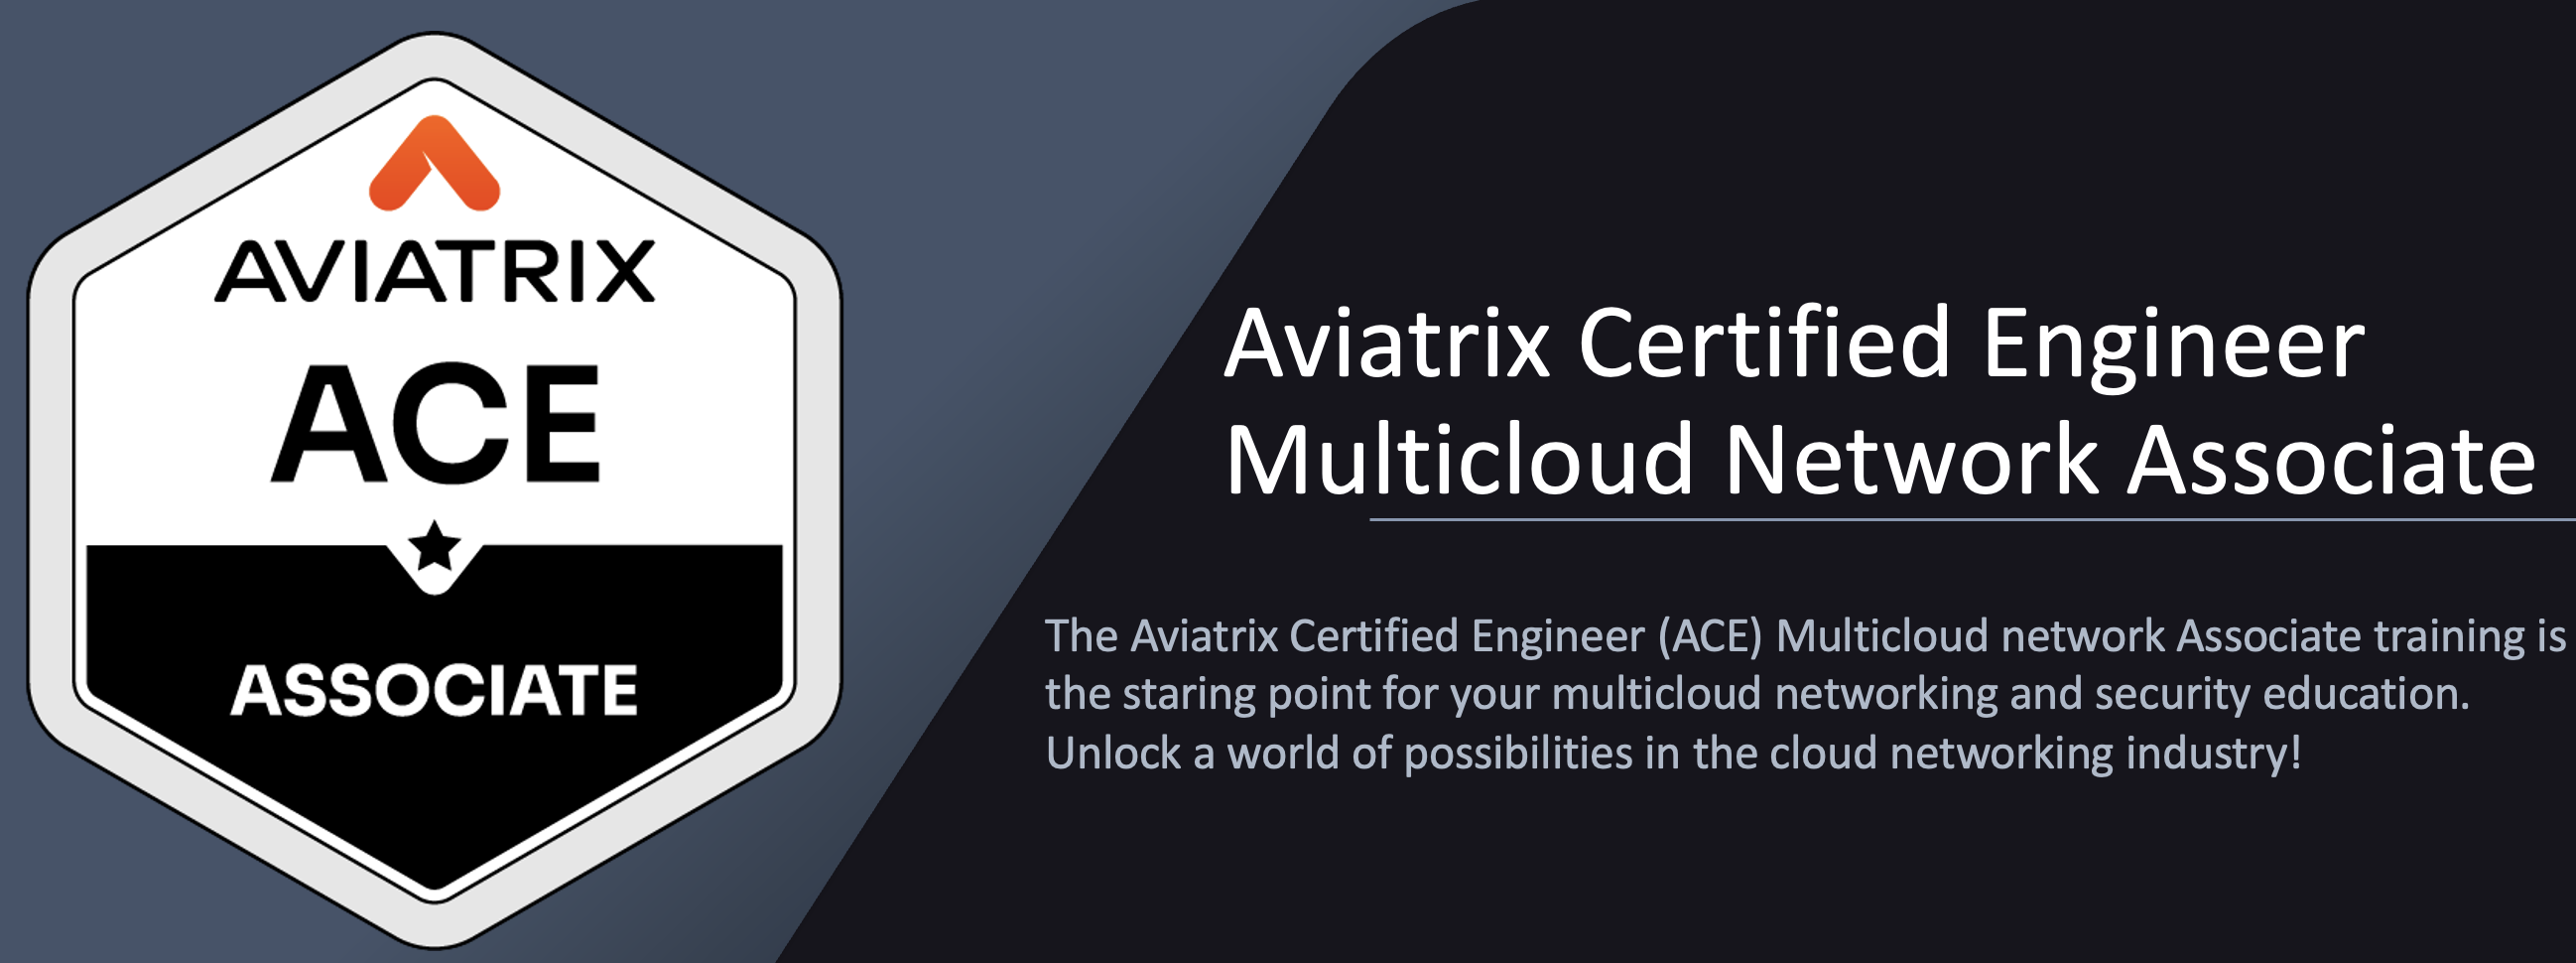 AVIATRIX
ACE
ASSOCIATE
Aviatrix Certified Engineer
Multicloud Network Associate
The Aviatrix Certified Engineer (ACE) Multicloud network Associate training is
the staring point for your multicloud networking and security education.
Unlock a world of possibilities in the cloud networking industry!